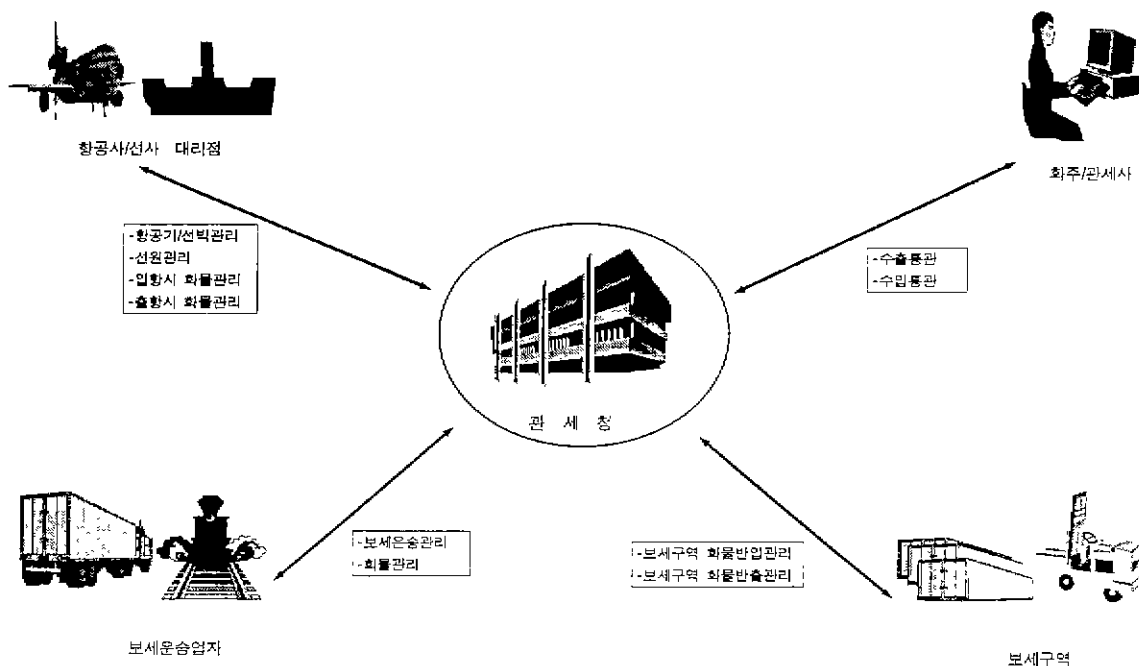 항공사/선사 대리점
화주/관세사
-항공기/선박관리
-선원관리
-입항시 화물관리
-출항시 화물관리
-수출통관
-수입통관
관 세 청
-보세운송관리
-화물관리
-보세구역 화물반입관리
-보세구역 화물반출관리
보세운송업자
보세구역